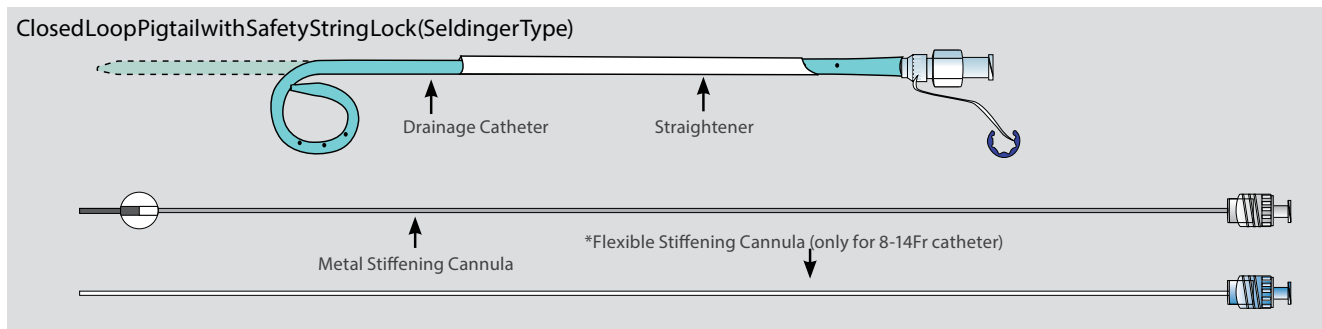 ClosedLoopPigtailwithSafetyStringLock(SeldingerType)
Drainage Catheter
Straightener
*Flexible Stiffening Cannula (only for 8-14Fr catheter)
Metal Stiffening Cannula